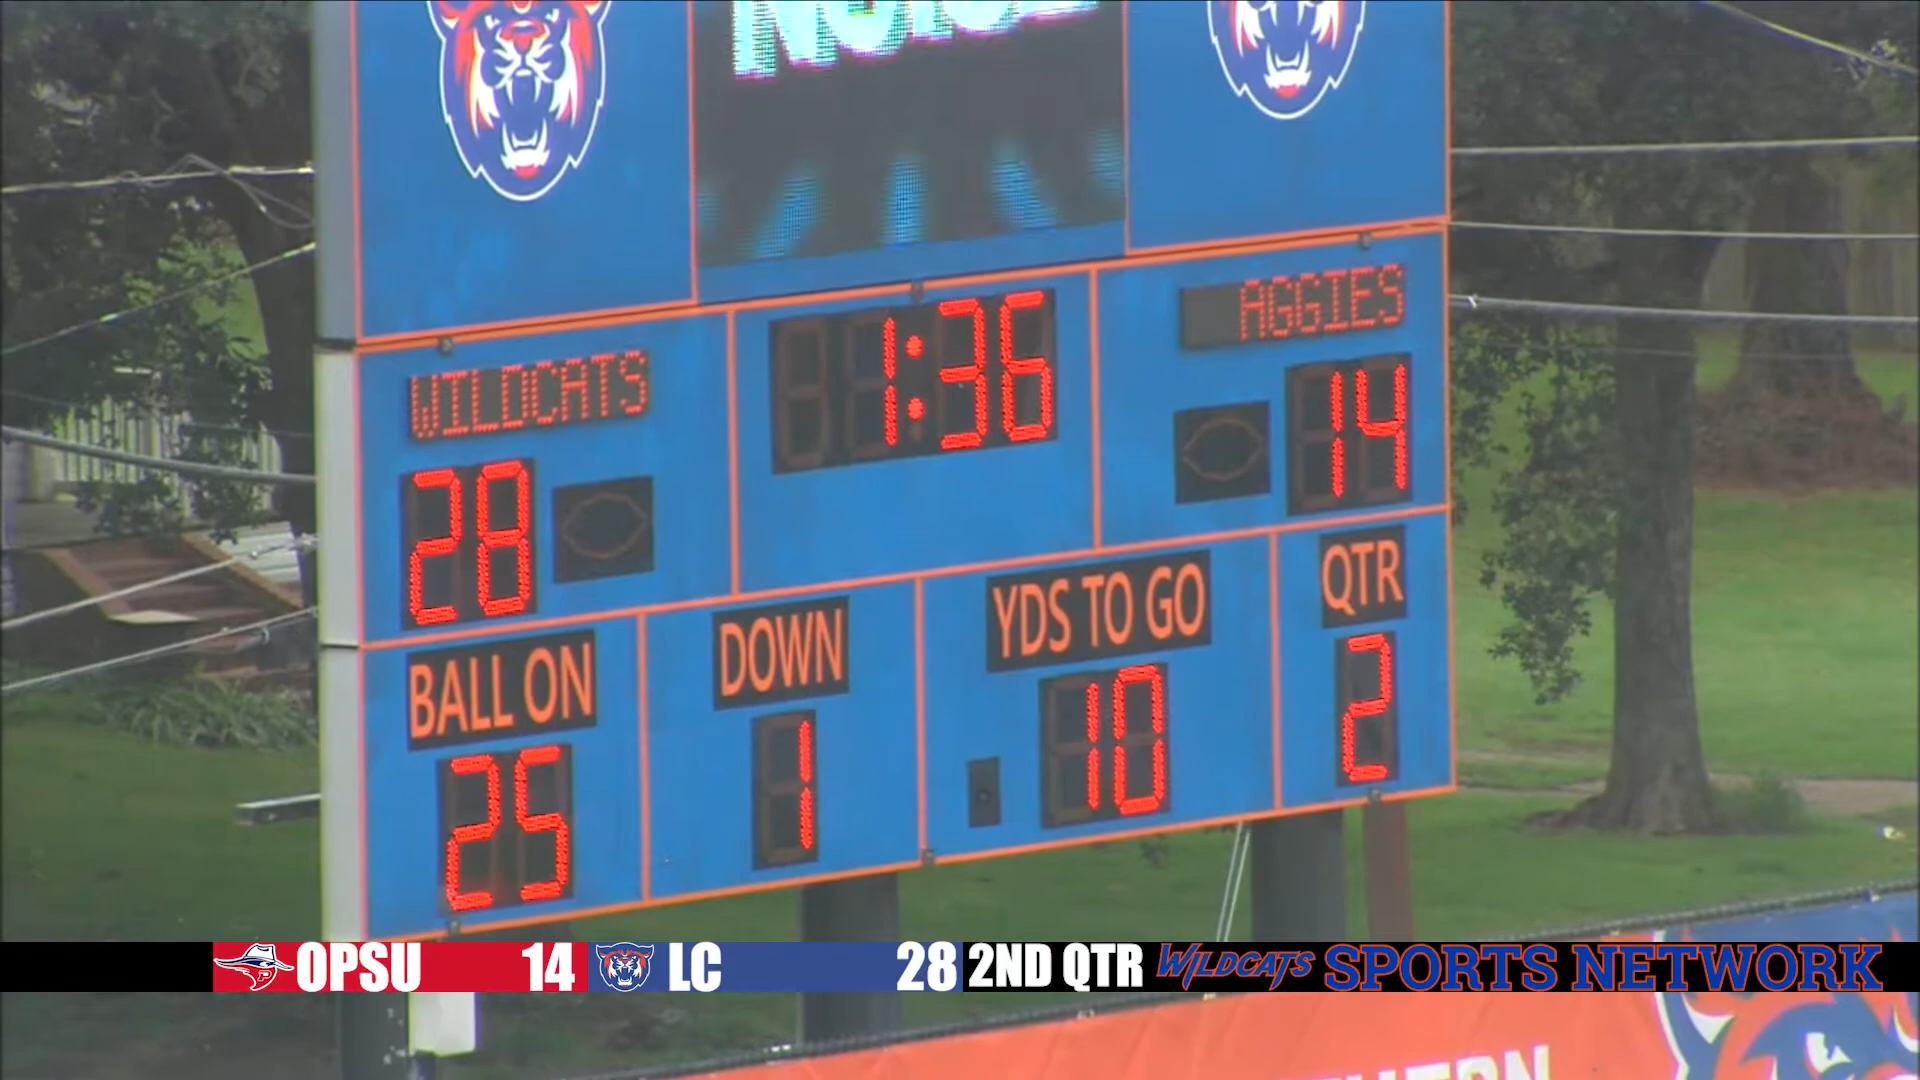 NOISE
WILDCATS
1:36
AGGIES
28
14
BALL ON
DOWN
YDS TO GO
QTR
25
1
10
2
OPSU 14 LC 28 2ND QTR WILDCATS SPORTS NETWORK